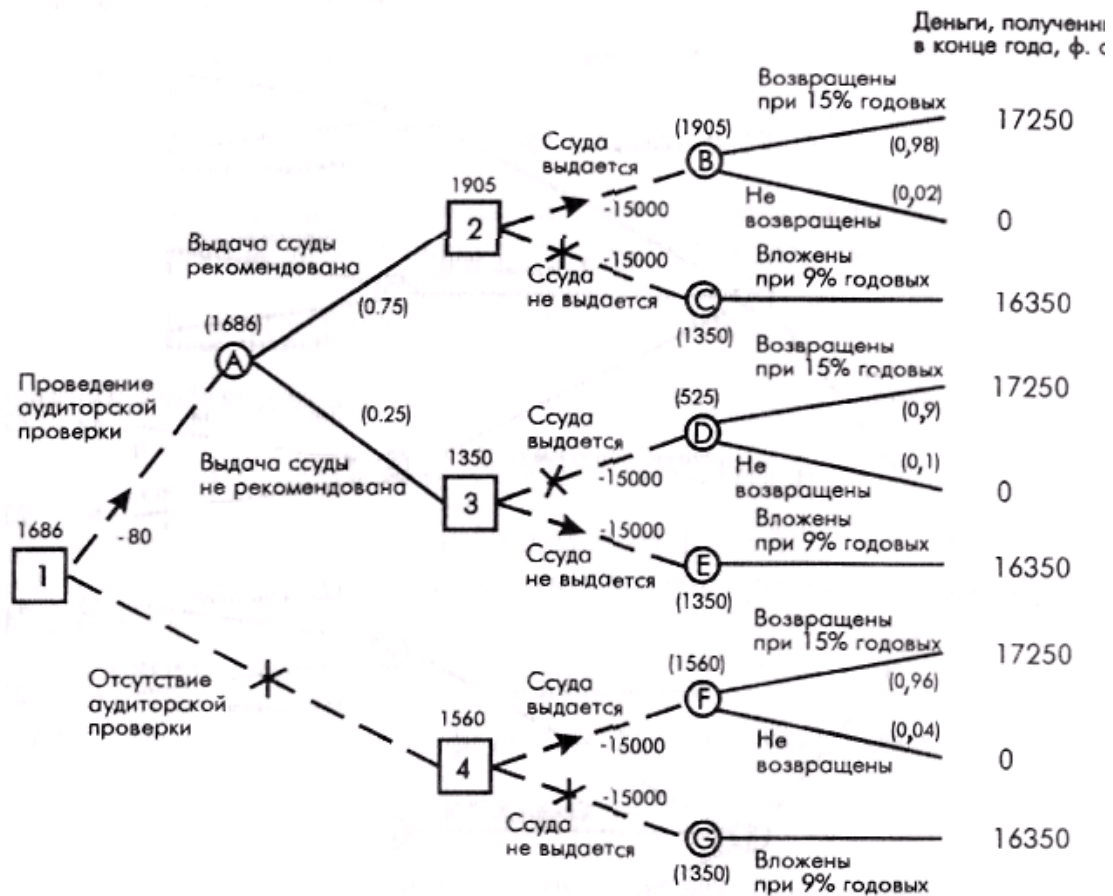 Деньги, полученн
в конце года, ф.
Возвращены
при 15% годовых
17250
(1905)
(0,98)
B
Ссуда
выдается
-15000
(0,02)
Не
возвращены
0
1905
2
Выдача ссуды
рекомендована
(0.75)
-15000
Ссуда
не выдается
Вложены
при 9% годовых
C
16350
(1350)
(1686)
A
Возвращены
при 15% годовых
17250
Проведение
аудиторской
проверки
(0.25)
(525)
(0,9)
D
Ссуда
выдается
-15000
(0,1)
Не
возвращены
0
Выдача ссуды
не рекомендована
1350
3
-15000
Вложены
при 9% годовых
Ссуда
не выдается
E
16350
(1350)
1686
-80
1
Возвращены
при 15% годовых
17250
(1560)
(0,96)
F
Ссуда
выдается
-15000
(0,04)
Не
возвращены
0
Отсутствие
аудиторской
проверки
1560
4
-15000
Ссуда
не выдается
G
16350
(1350)
Вложены
при 9% годовых